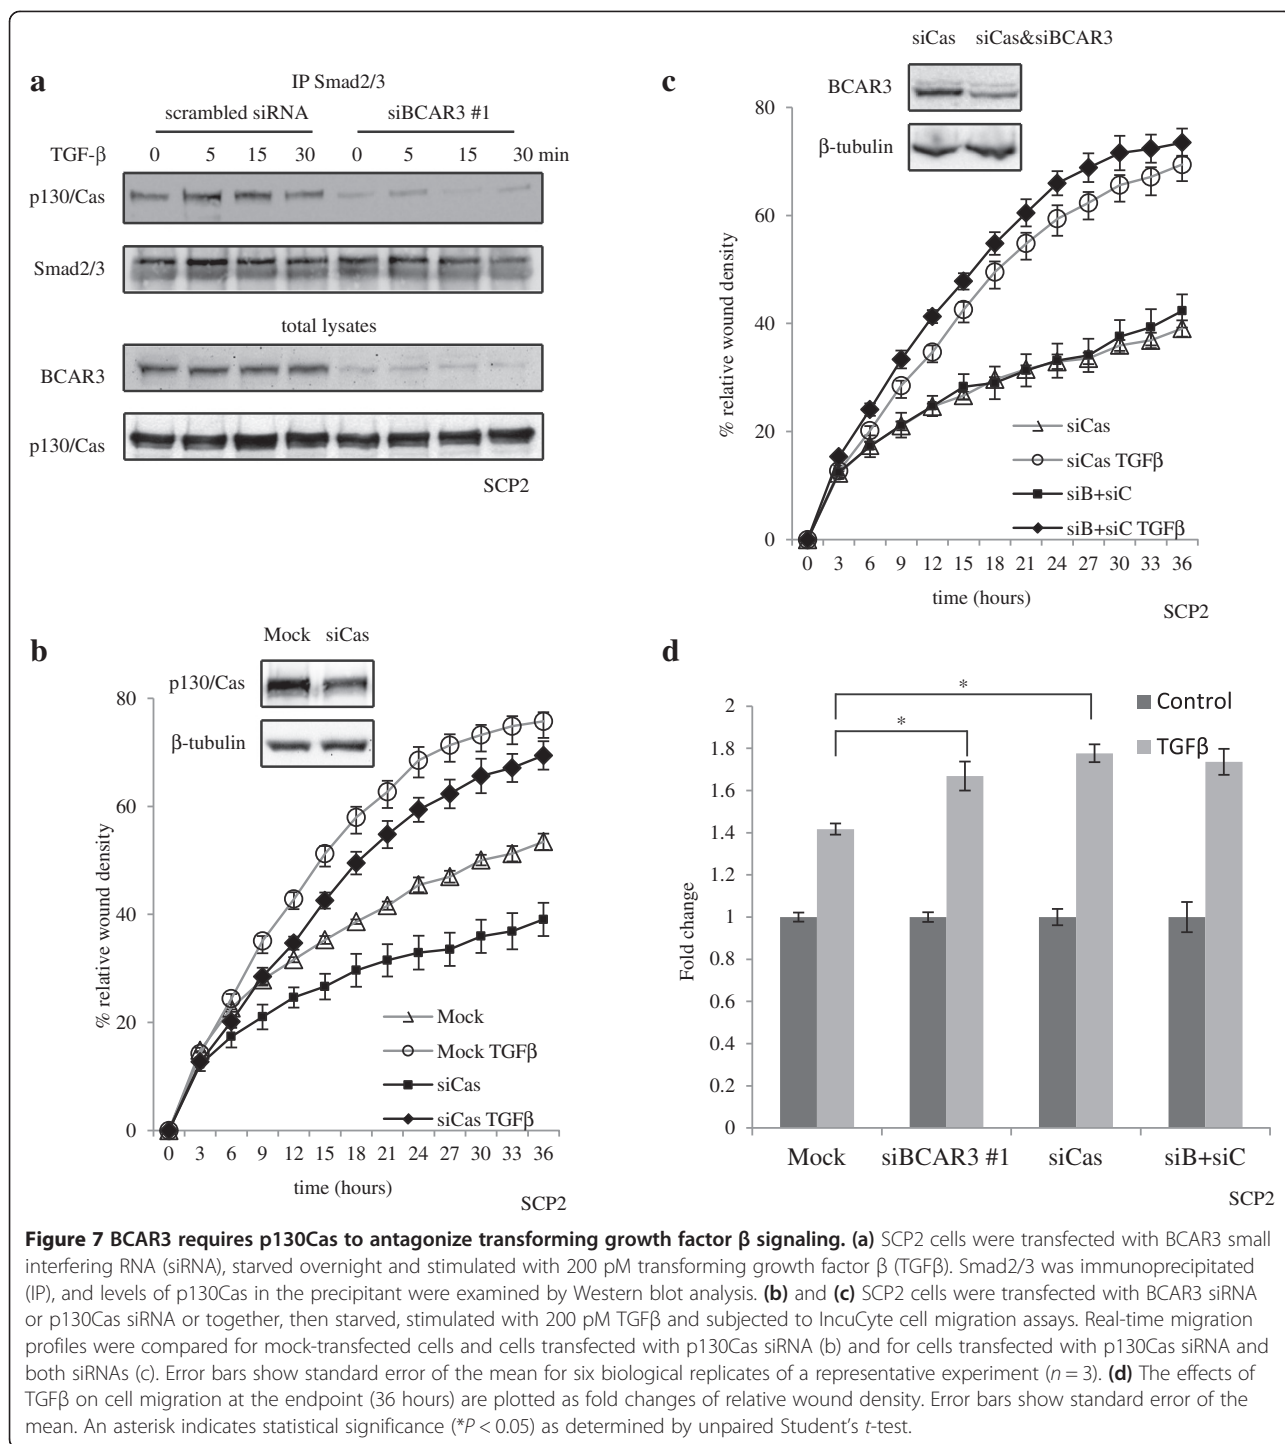 a
IP Smad2/3
scrambled siRNA siBCAR3 #1
TGF-β 0 5 15 30 0 5 15 30 min
p130/Cas
Smad2/3
total lysates
BCAR3
p130/Cas
SCP2
b
Mock siCas
p130/Cas
β-tubulin
80
60
40
20
0
% relative wound density
Mock
Mock TGFβ
siCas
siCas TGFβ
0 3 6 9 12 15 18 21 24 27 30 33 36
time (hours)
SCP2
c
siCas siCas&siBCAR3
BCAR3
β-tubulin
80
60
40
20
0
% relative wound density
siCas
siCas TGFβ
siB+siC
siB+siC TGFβ
0 3 6 9 12 15 18 21 24 27 30 33 36
time (hours)
SCP2
d
* *
Control
TGFβ
2
1.8
1.6
1.4
1.2
1
0.8
0.6
0.4
0.2
0
Fold change
Mock siBCAR3 #1 siCas siB+siC
SCP2
Figure 7 BCAR3 requires p130Cas to antagonize transforming growth factor β signaling. (a) SCP2 cells were transfected with BCAR3 small
interfering RNA (siRNA), starved overnight and stimulated with 200 pM transforming growth factor β (TGFβ). Smad2/3 was immunoprecipitated
(IP), and levels of p130Cas in the precipitant were examined by Western blot analysis. (b) and (c) SCP2 cells were transfected with BCAR3 siRNA
or p130Cas siRNA or together, then starved, stimulated with 200 pM TGFβ and subjected to IncuCyte cell migration assays. Real-time migration
profiles were compared for mock-transfected cells and cells transfected with p130Cas siRNA (b) and for cells transfected with p130Cas siRNA and
both siRNAs (c). Error bars show standard error of the mean for six biological replicates of a representative experiment (n = 3). (d) The effects of
TGFβ on cell migration at the endpoint (36 hours) are plotted as fold changes of relative wound density. Error bars show standard error of the
mean. An asterisk indicates statistical significance (*P < 0.05) as determined by unpaired Student's t-test.